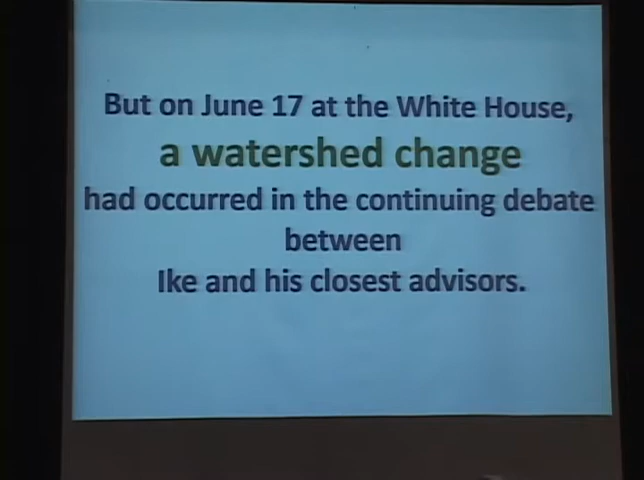 But on June 17 at the White House,
a watershed change
had occurred in the continuing debate
between
Ike and his closest advisors.